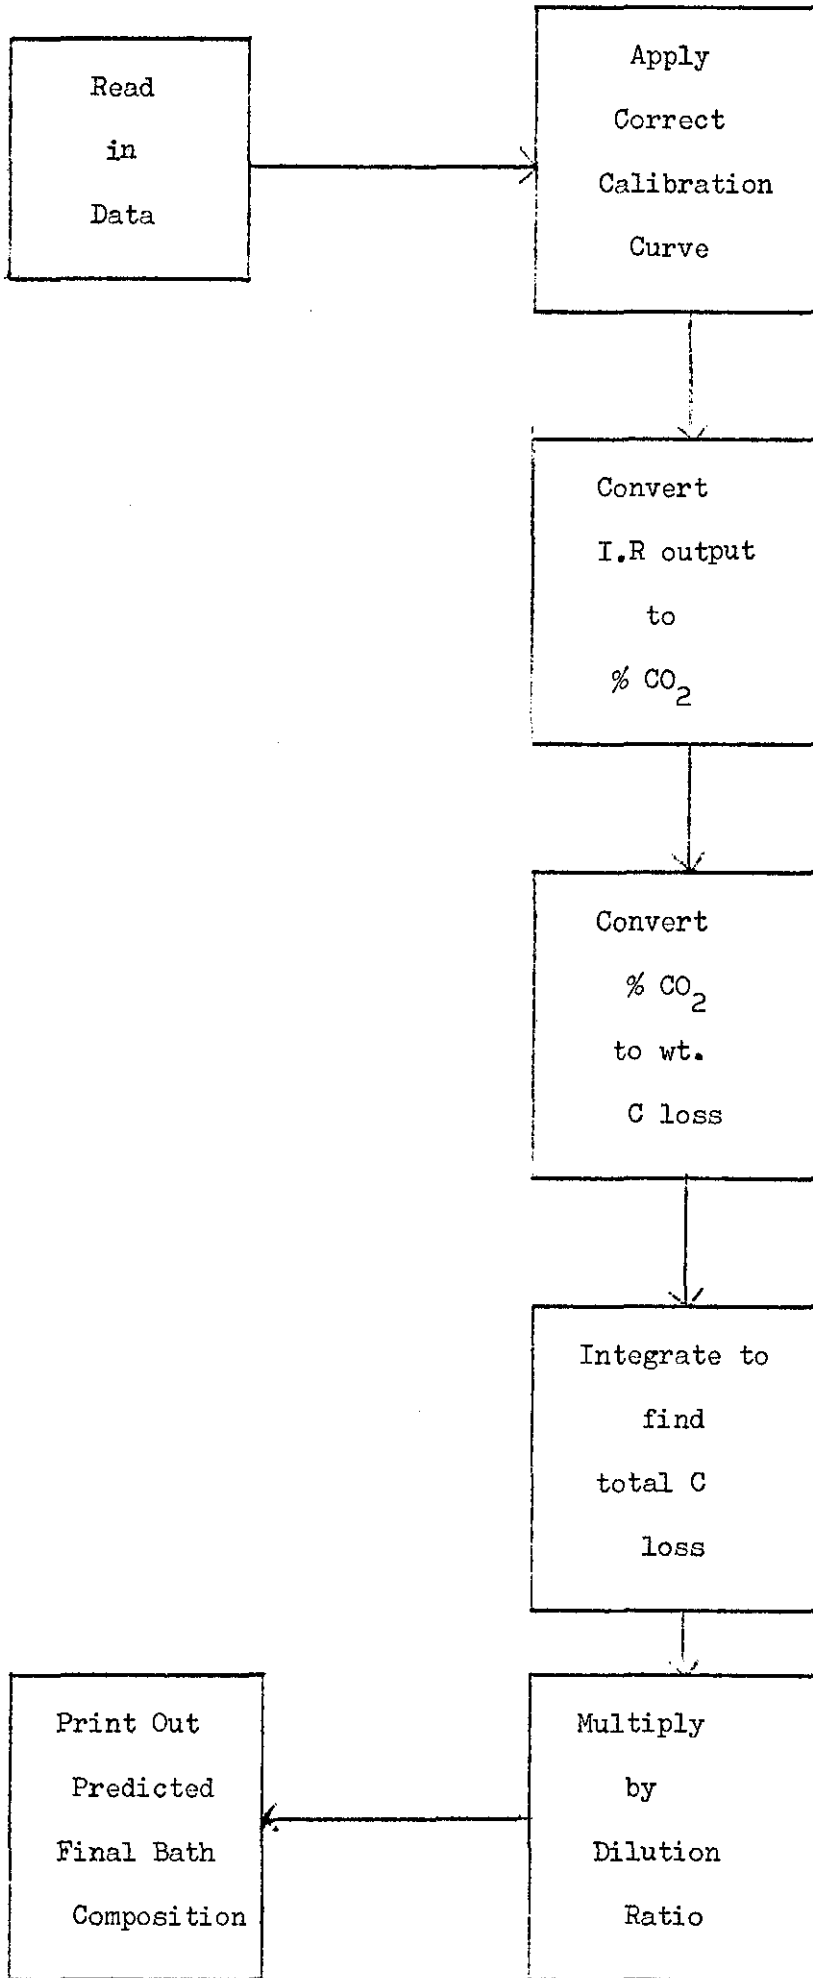 Read
in
Data
Apply
Correct
Calibration
Curve
Convert
I.R output
to
% CO2
Convert
% CO2
to wt.
C loss
Integrate to
find
total C
loss
Multiply
by
Dilution
Ratio
Print Out
Predicted
Final Bath
Composition